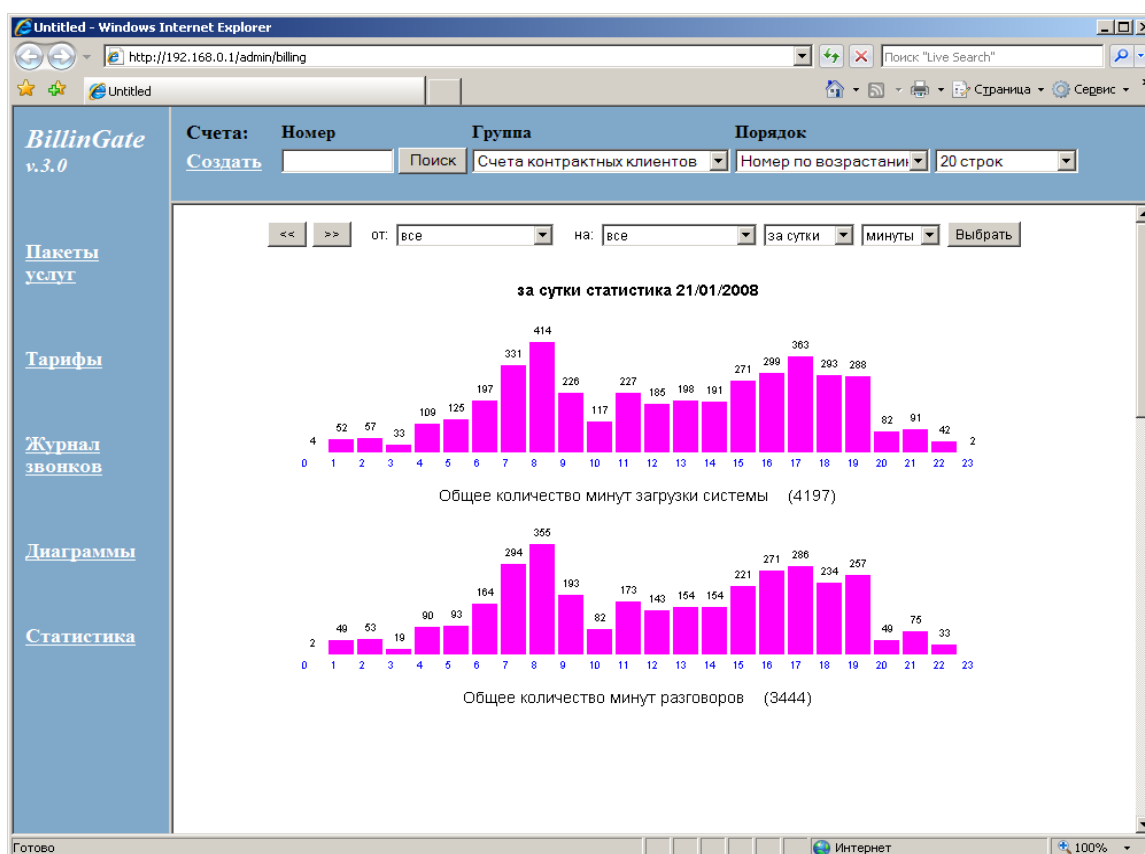 Untitled - Windows Internet Explorer
http://192.168.0.1/admin/billing
Поиск "Live Search"
Untitled
Страница
Сервис
BillinGate
v.3.0
Счета: Номер Группа Порядок
Создать Поиск Счета контрактных клиентов Номер по возрастани 20 строк
Пакеты
услуг
Тарифы
Журнал
звонков
Диаграммы
Статистика
<< >> от: все на: все за сутки минуты Выбрать
за сутки статистика 21/01/2008
4 52 57 33 109 125 197 331 414 226 117 227 185 198 191 271 299 363 293 288 82 91 42 2
0 1 2 3 4 5 6 7 8 9 10 11 12 13 14 15 16 17 18 19 20 21 22 23
Общее количество минут загрузки системы (4197)
2 49 53 19 90 93 164 294 355 193 82 173 143 154 154 221 271 286 234 257 49 75 33
0 1 2 3 4 5 6 7 8 9 10 11 12 13 14 15 16 17 18 19 20 21 22 23
Общее количество минут разговоров (3444)
Готово
Интернет
100%